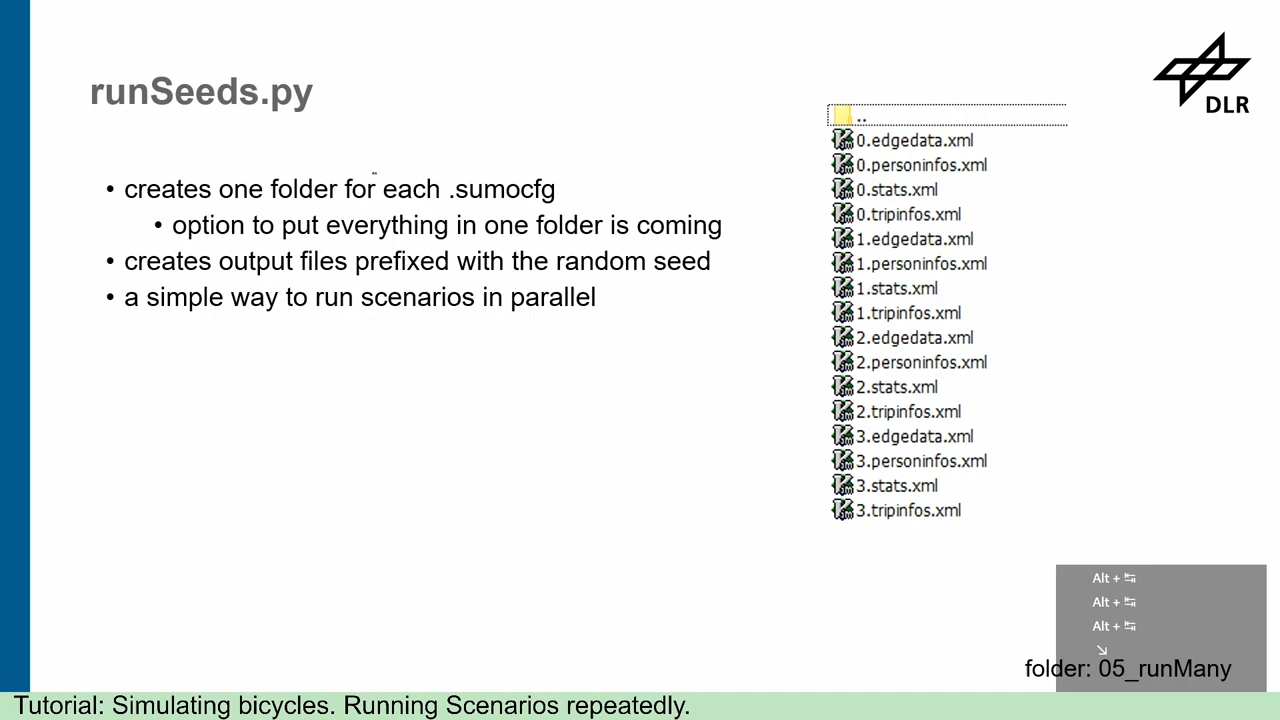 runSeeds.py
DLR
• creates one folder for each .sumocfg
• option to put everything in one folder is coming
• creates output files prefixed with the random seed
• a simple way to run scenarios in parallel
..
0.edgedata.xml
0.personinfos.xml
0.stats.xml
0.tripinfos.xml
1.edgedata.xml
1.personinfos.xml
1.stats.xml
1.tripinfos.xml
2.edgedata.xml
2.personinfos.xml
2.stats.xml
2.tripinfos.xml
3.edgedata.xml
3.personinfos.xml
3.stats.xml
3.tripinfos.xml
Alt + ↹
Alt + ↹
Alt + ↹
↘
folder: 05_runMany
Tutorial: Simulating bicycles. Running Scenarios repeatedly.